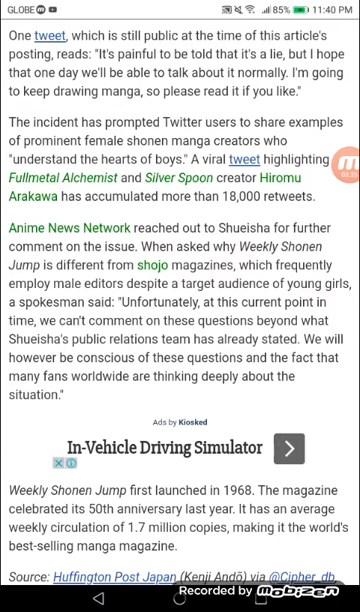 GLOBE 85% 11:40 PM
One tweet, which is still public at the time of this article's
posting, reads: "It's painful to be told that it's a lie, but I hope
that one day we'll be able to talk about it normally. I'm going
to keep drawing manga, so please read it if you like."
The incident has prompted Twitter users to share examples
of prominent female shonen manga creators who
"understand the hearts of boys." A viral tweet highlighting
Fullmetal Alchemist and Silver Spoon creator Hiromu
Arakawa has accumulated more than 18,000 retweets.
Anime News Network reached out to Shueisha for further
comment on the issue. When asked why Weekly Shonen
Jump is different from shojo magazines, which frequently
employ male editors despite a target audience of young girls,
a spokesman said: "Unfortunately, at this current point in
time, we can't comment on these questions beyond what
Shueisha's public relations team has already stated. We will
however be conscious of these questions and the fact that
many fans worldwide are thinking deeply about the
situation."
Ads by Kiosked
In-Vehicle Driving Simulator
Weekly Shonen Jump first launched in 1968. The magazine
celebrated its 50th anniversary last year. It has an average
weekly circulation of 1.7 million copies, making it the world's
best-selling manga magazine.
Source: Huffington Post Japan (Kenji Andō) via @Cipher_db,
Recorded by MOBIZEN